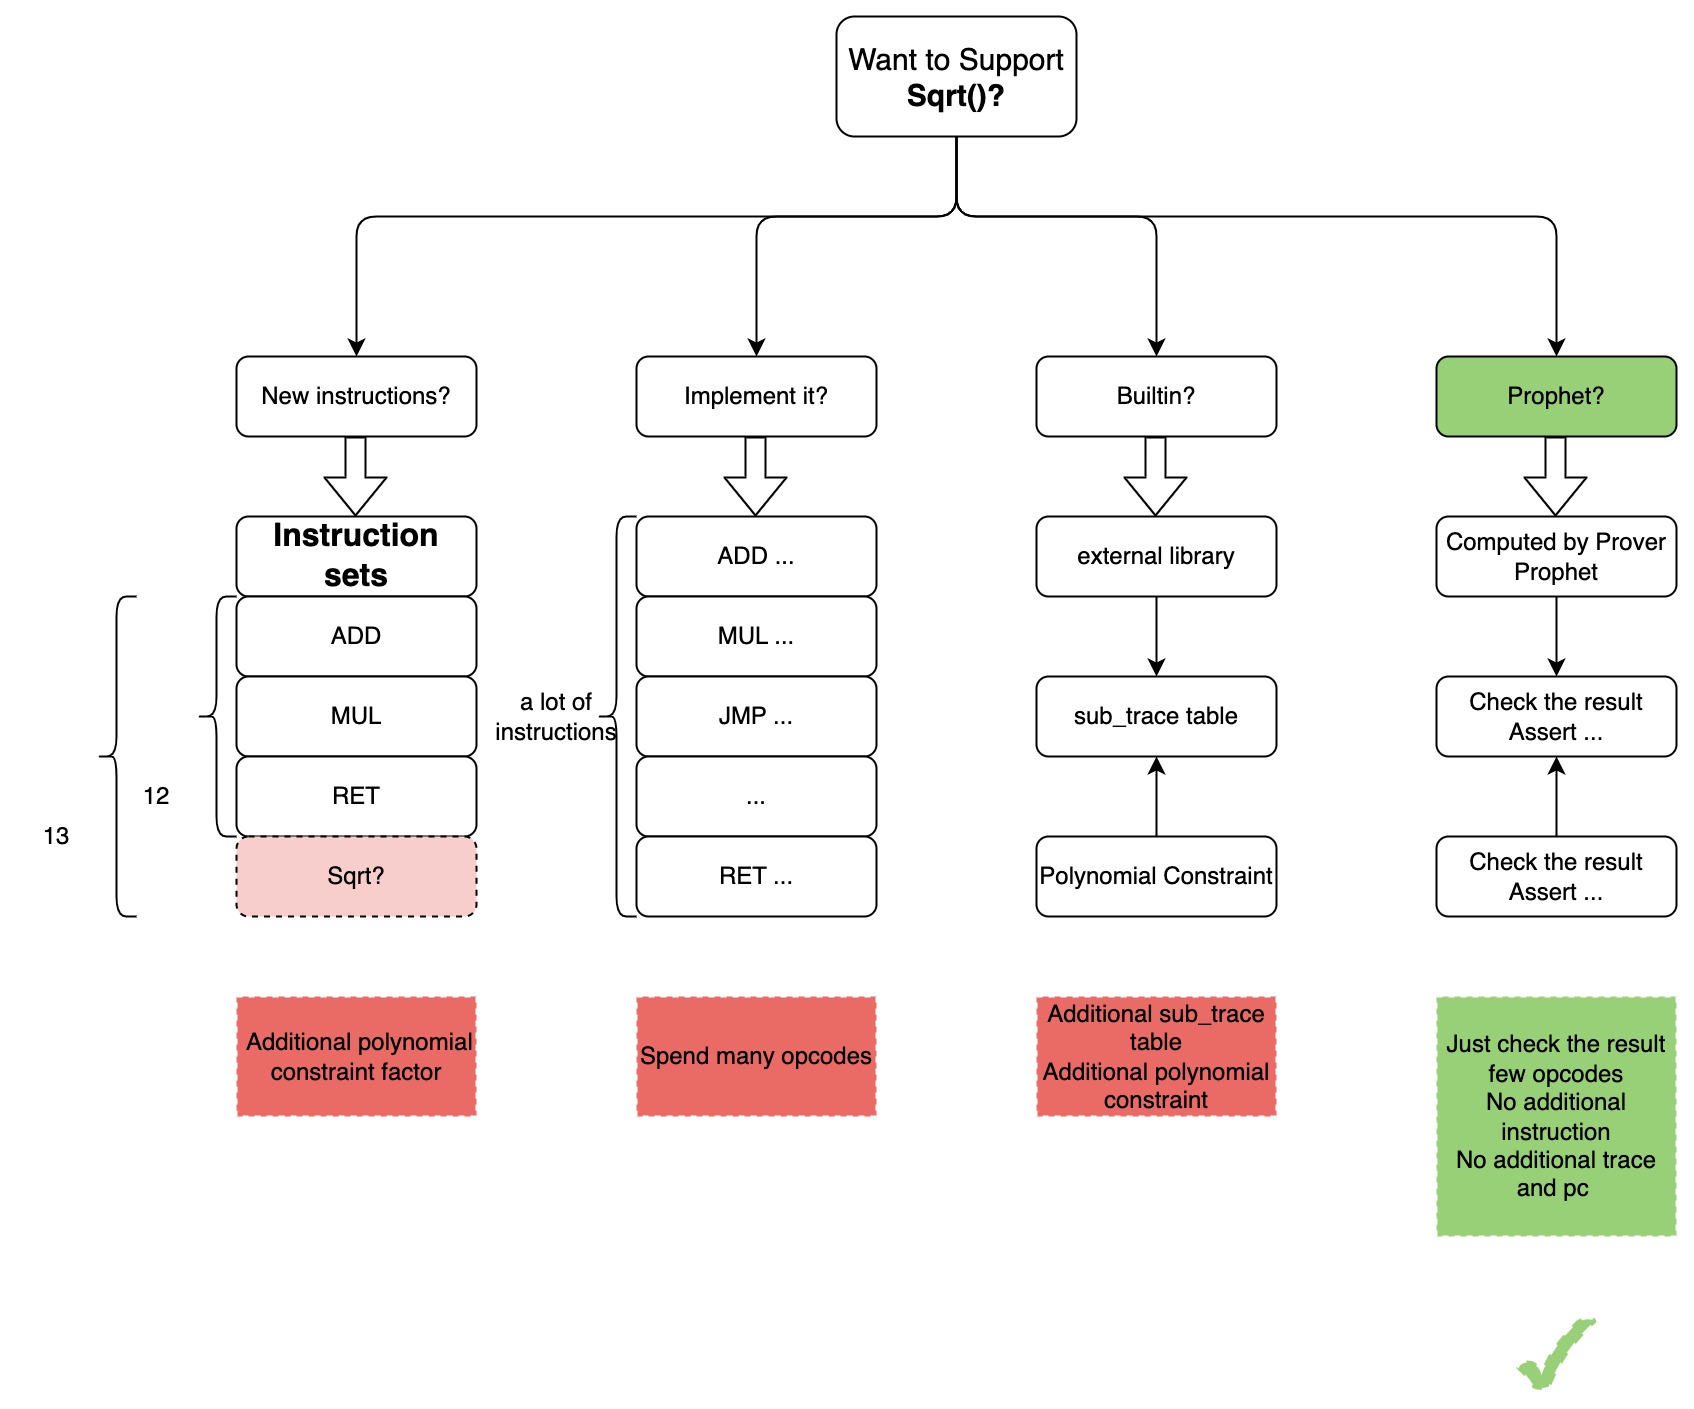 Want to Support
Sqrt()?
New instructions?
Implement it?
Builtin?
Prophet?
Instruction
sets
ADD
MUL
RET
Sqrt?
12
13
a lot of
instructions
ADD ...
MUL ...
JMP ...
...
RET ...
external library
sub_trace table
Polynomial Constraint
Computed by Prover
Prophet
Check the result
Assert ...
Check the result
Assert ...
Additional polynomial
constraint factor
Spend many opcodes
Additional sub_trace
table
Additional polynomial
constraint
Just check the result
few opcodes
No additional
instruction
No additional trace
and pc